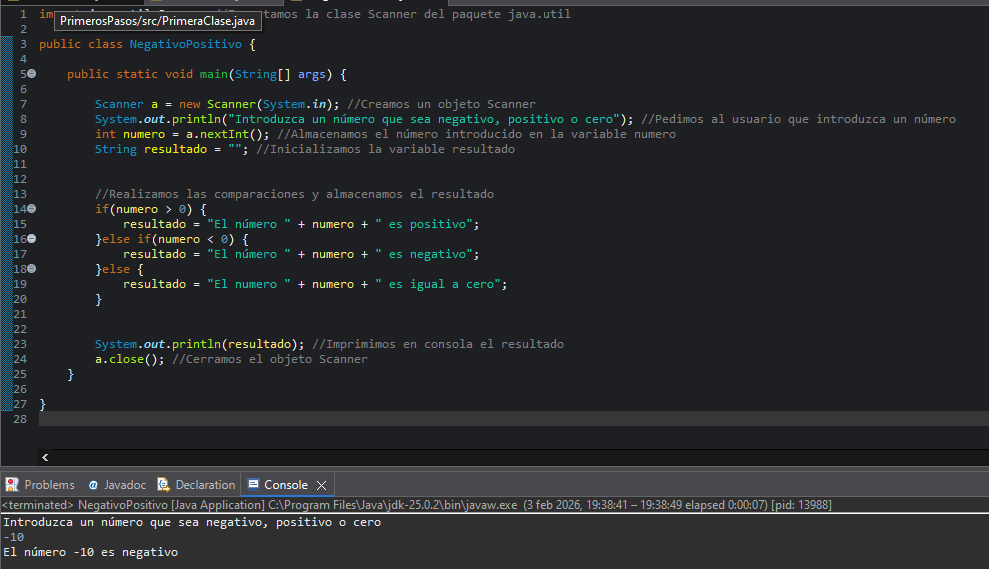 1 im PrimerosPasos/src/PrimeraClase.java tamos la clase Scanner del paquete java.util
2
3 public class NegativoPositivo {
4
5 public static void main(String[] args) {
6
7 Scanner a = new Scanner(System.in); //Creamos un objeto Scanner
8 System.out.println("Introduzca un número que sea negativo, positivo o cero"); //Pedimos al usuario que introduzca un número
9 int numero = a.nextInt(); //Almacenamos el número introducido en la variable numero
10 String resultado = ""; //Inicializamos la variable resultado
11
12
13 //Realizamos las comparaciones y almacenamos el resultado
14 if(numero > 0) {
15 resultado = "El número " + numero + " es positivo";
16 }else if(numero < 0) {
17 resultado = "El número " + numero + " es negativo";
18 }else {
19 resultado = "El numero " + numero + " es igual a cero";
20 }
21
22
23 System.out.println(resultado); //Imprimimos en consola el resultado
24 a.close(); //Cerramos el objeto Scanner
25 }
26
27 }
28
Problems Javadoc Declaration Console
<terminated> NegativoPositivo [Java Application] C:\Program Files\Java\jdk-25.0.2\bin\javaw.exe (3 feb 2026, 19:38:41 – 19:38:49 elapsed 0:00:07) [pid: 13988]
Introduzca un número que sea negativo, positivo o cero
-10
El número -10 es negativo